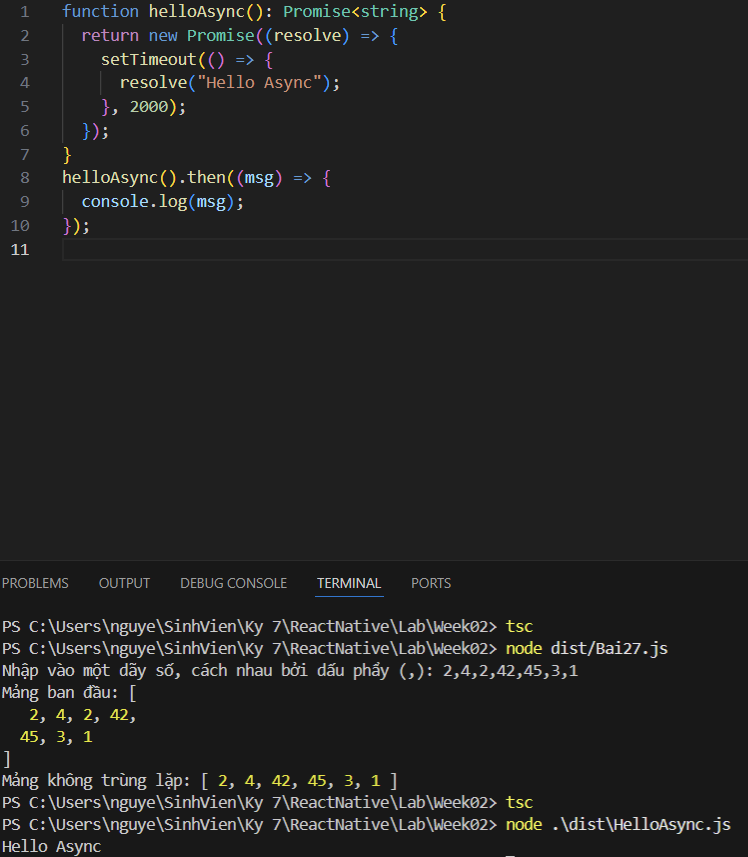 1 function helloAsync(): Promise<string> {
2 return new Promise((resolve) => {
3 setTimeout(() => {
4 resolve("Hello Async");
5 }, 2000);
6 });
7 }
8 helloAsync().then((msg) => {
9 console.log(msg);
10 });
11
PROBLEMS OUTPUT DEBUG CONSOLE TERMINAL PORTS
PS C:\Users\nguye\SinhVien\Ky 7\ReactNative\Lab\Week02> tsc
PS C:\Users\nguye\SinhVien\Ky 7\ReactNative\Lab\Week02> node dist/Bai27.js
Nhập vào một dãy số, cách nhau bởi dấu phẩy (,): 2,4,2,42,45,3,1
Mảng ban đầu: [
2, 4, 2, 42,
45, 3, 1
]
Mảng không trùng lặp: [ 2, 4, 42, 45, 3, 1 ]
PS C:\Users\nguye\SinhVien\Ky 7\ReactNative\Lab\Week02> tsc
PS C:\Users\nguye\SinhVien\Ky 7\ReactNative\Lab\Week02> node .\dist\HelloAsync.js
Hello Async